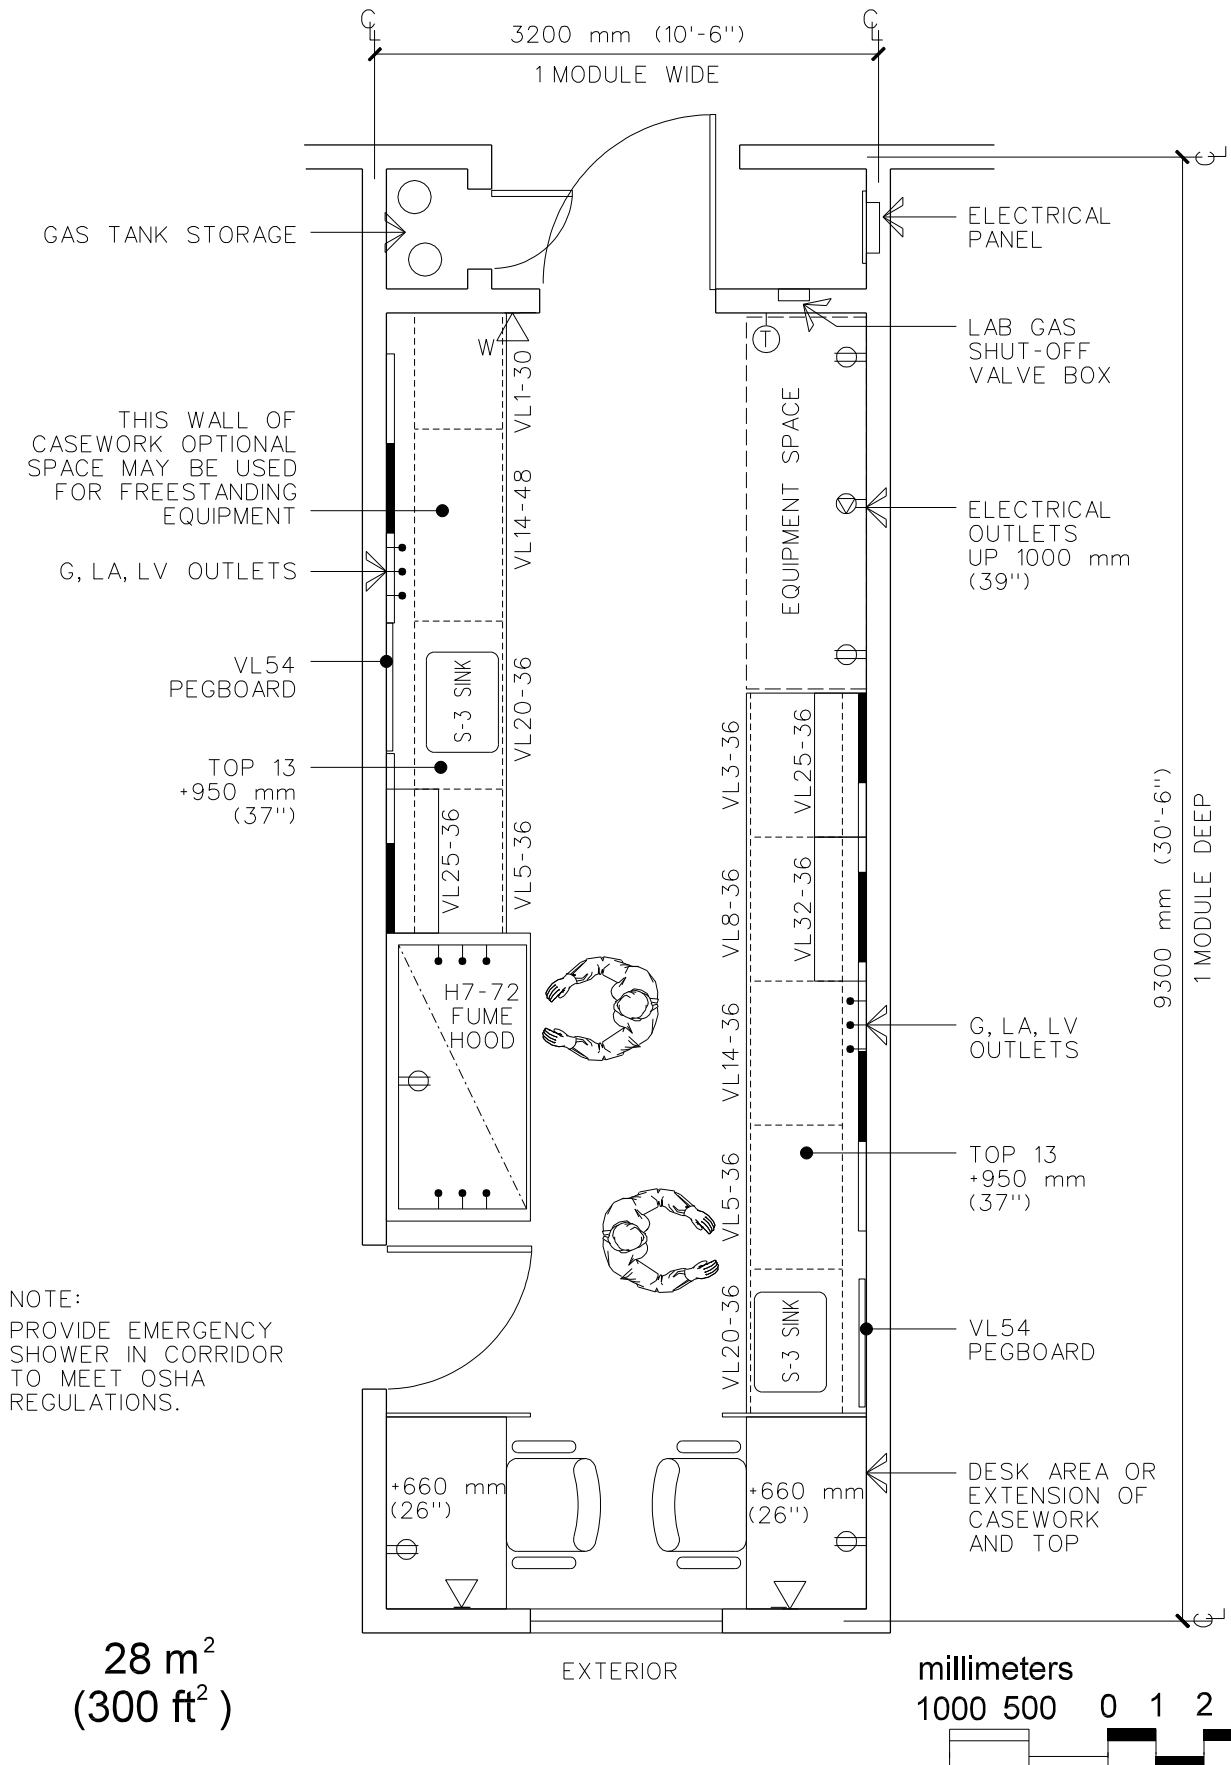 3200 mm (10'-6")
1 MODULE WIDE
GAS TANK STORAGE
ELECTRICAL
PANEL
LAB GAS
SHUT-OFF
VALVE BOX
T
W
VL1-30
THIS WALL OF
CASEWORK OPTIONAL
SPACE MAY BE USED
FOR FREESTANDING
EQUIPMENT
VL14-48
EQUIPMENT SPACE
ELECTRICAL
OUTLETS
UP 1000 mm
(39")
G, LA, LV OUTLETS
VL54
PEGBOARD
S-3 SINK
VL20-36
TOP 13
+950 mm
(37")
VL25-36
VL5-36
VL3-36
VL25-36
VL8-36
VL32-36
9300 mm (30'-6")
1 MODULE DEEP
H7-72
FUME
HOOD
VL14-36
G, LA, LV
OUTLETS
VL5-36
TOP 13
+950 mm
(37")
NOTE:
PROVIDE EMERGENCY
SHOWER IN CORRIDOR
TO MEET OSHA
REGULATIONS.
VL20-36
S-3 SINK
VL54
PEGBOARD
+660 mm
(26")
+660 mm
(26")
DESK AREA OR
EXTENSION OF
CASEWORK
AND TOP
28 m²
(300 ft²)
EXTERIOR
millimeters
1000 500 0 1 2